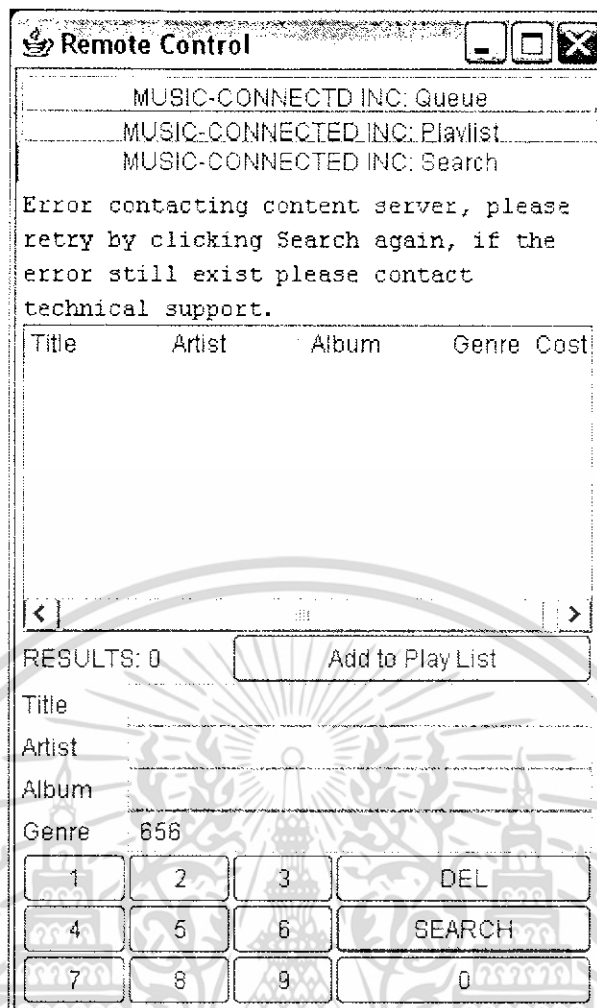 Remote Control
MUSIC-CONNECTD INC: Queue
MUSIC-CONNECTED INC: Playlist
MUSIC-CONNECTED INC: Search
Error contacting content server, please
retry by clicking Search again, if the
error still exist please contact
technical support.
Title Artist Album Genre Cost
RESULTS: 0 Add to Play List
Title
Artist
Album
Genre 656
1 2 3 DEL
4 5 6 SEARCH
7 8 9 0